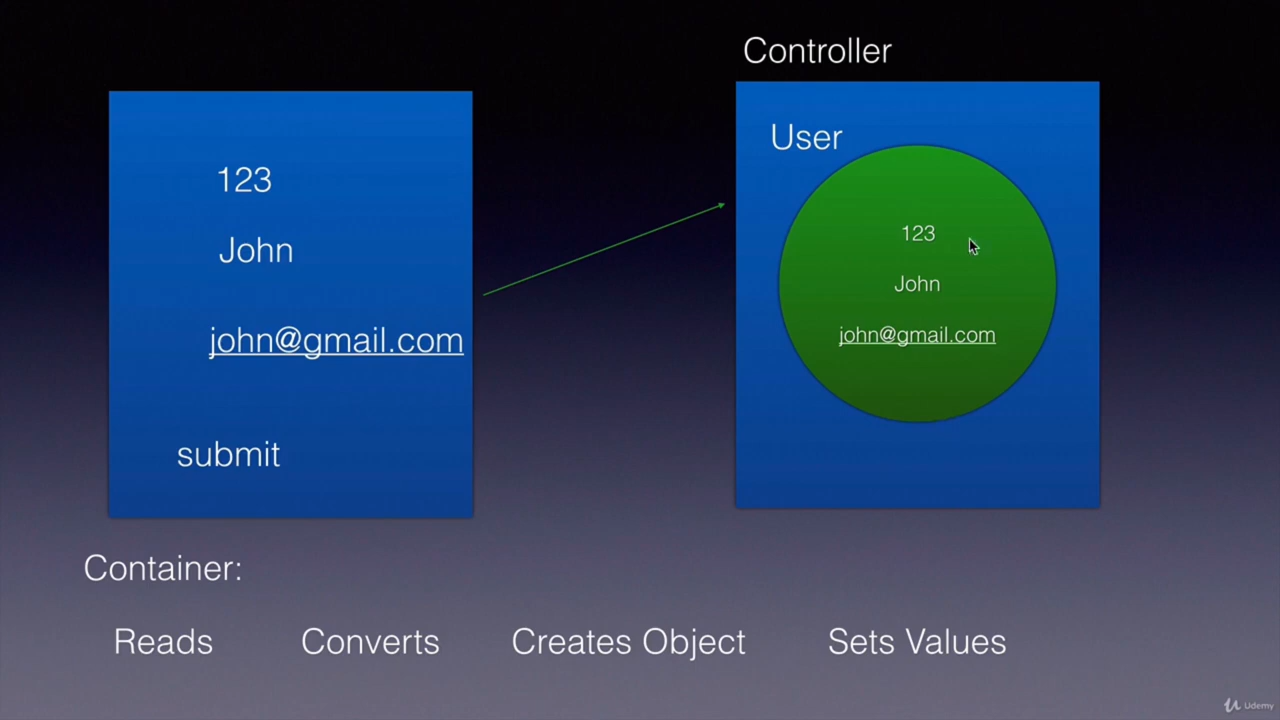 Controller
123
John
john@gmail.com
submit
User
123
John
john@gmail.com
Container:
Reads Converts Creates Object Sets Values
Udemy